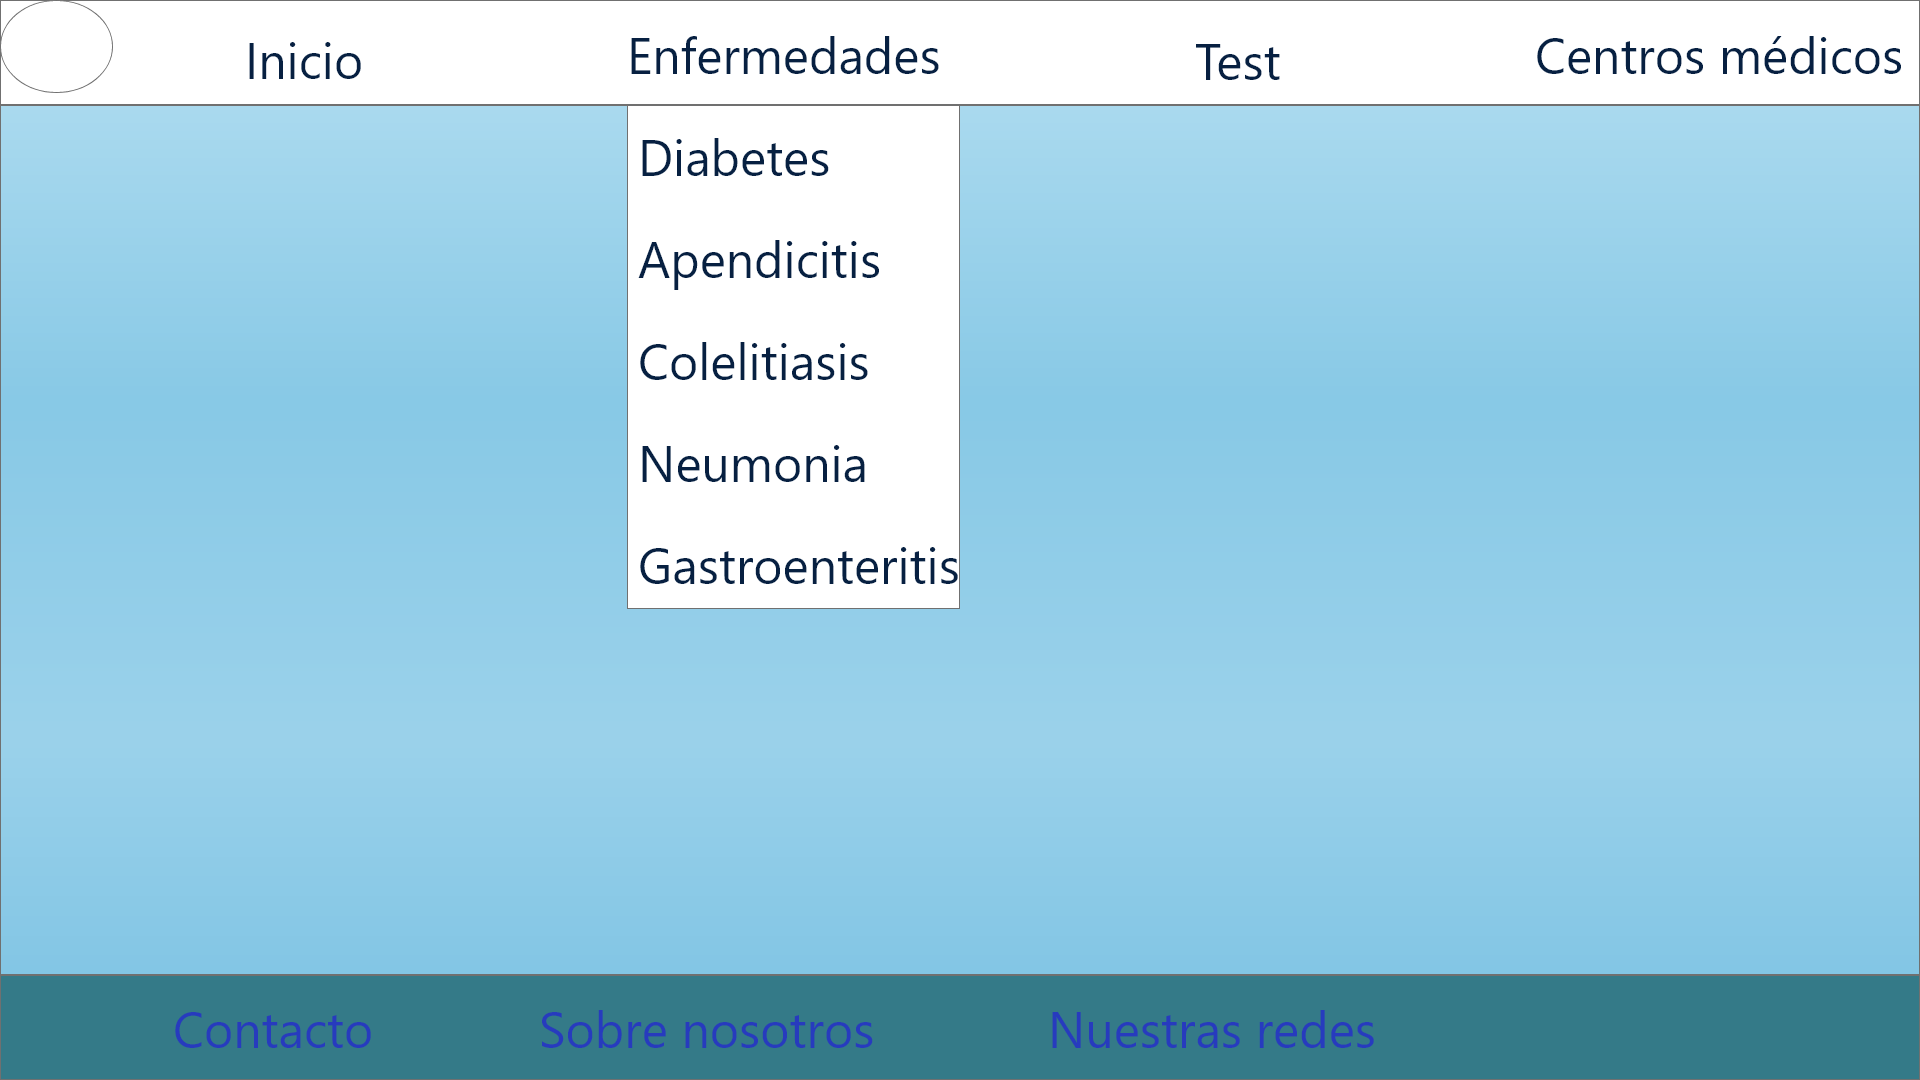 Inicio
Enfermedades
Test
Centros médicos
Diabetes
Apendicitis
Colelitiasis
Neumonia
Gastroenteritis
Contacto
Sobre nosotros
Nuestras redes